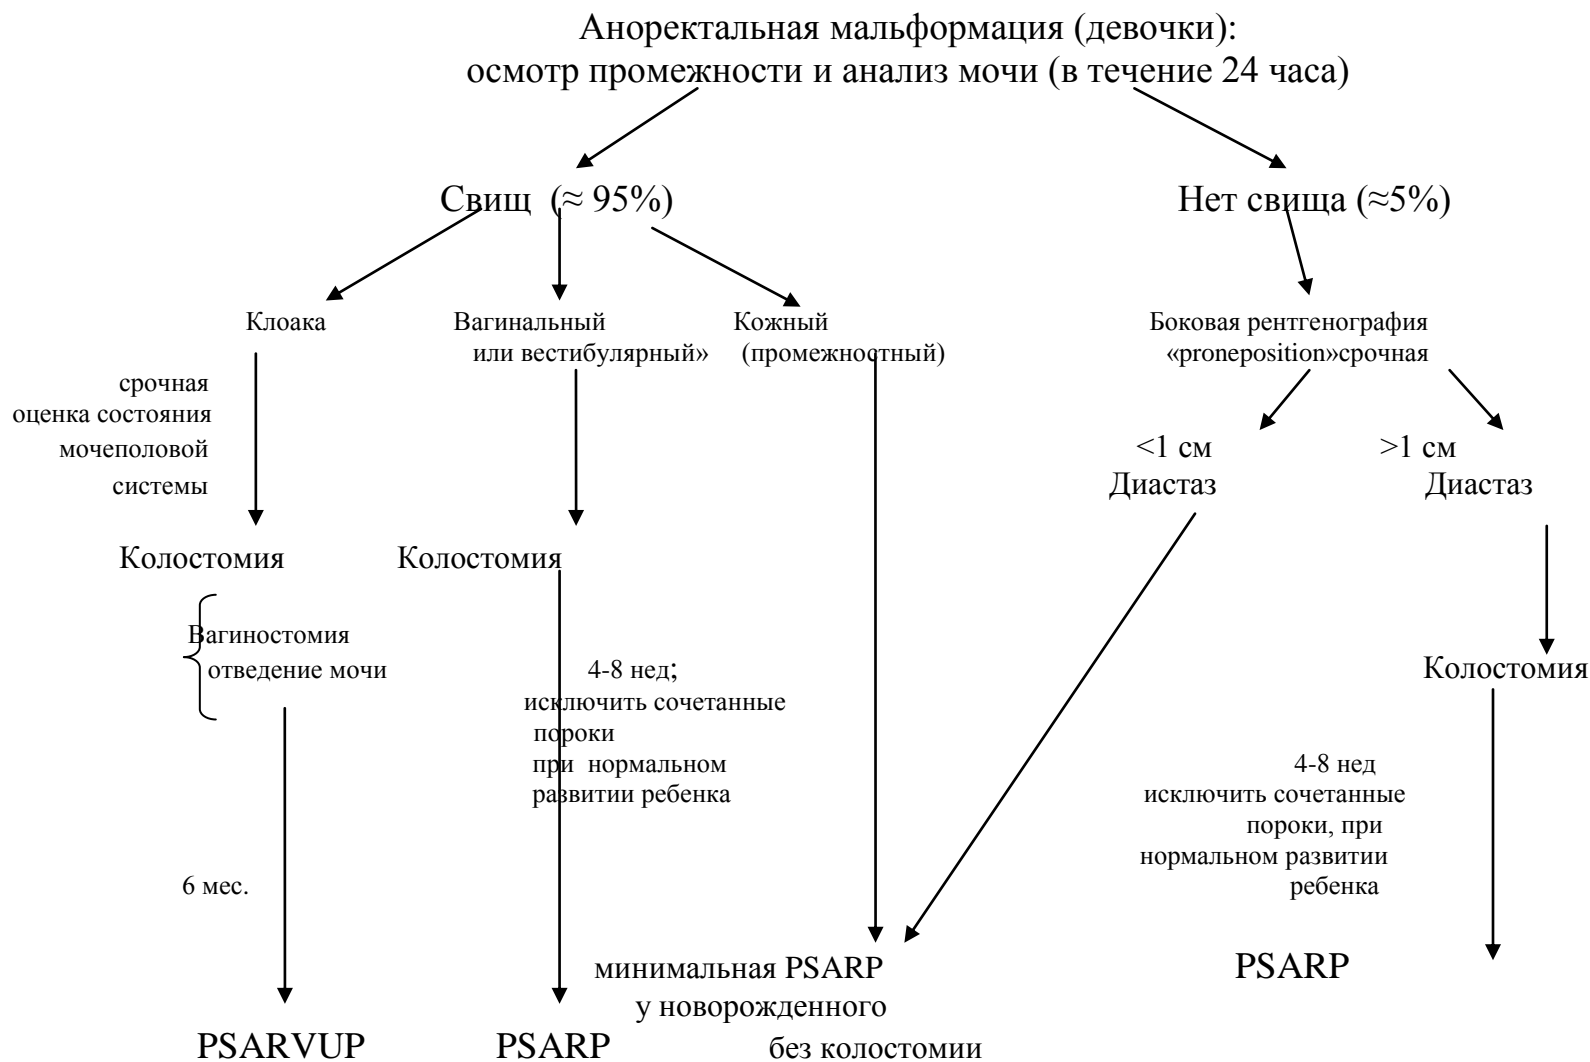 Аноректальная мальформация (девочки):
осмотр промежности и анализ мочи (в течение 24 часа)
Свищ (≈ 95%)
Нет свища (≈5%)
Клоака
Вагинальный
или вестибулярный»
Кожный
(промежностный)
Боковая рентгенография
«proneposition»срочная
срочная
оценка состояния
мочеполовой
системы
<1 см
Диастаз
>1 см
Диастаз
Колостомия
Колостомия
Вагиностомия
отведение мочи
4-8 нед;
исключить сочетанные
пороки
при нормальном
развитии ребенка
Колостомия
4-8 нед
исключить сочетанные
пороки, при
нормальном развитии
ребенка
6 мес.
минимальная PSARP
у новорожденного
без колостомии
PSARP
PSARVUP
PSARP